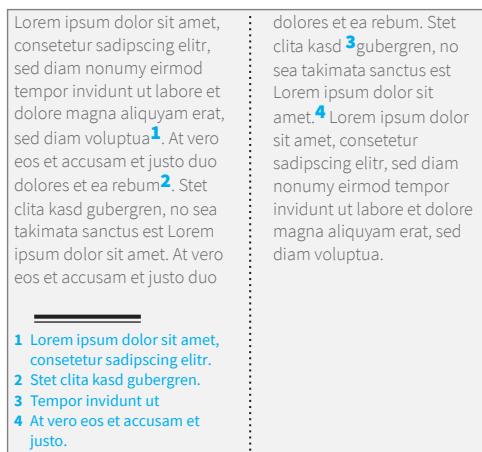 Lorem ipsum dolor sit amet,
consetetur sadipscing elitr,
sed diam nonumy eirmod
tempor invidunt ut labore et
dolore magna aliquyam erat,
sed diam voluptua1. At vero
eos et accusam et justo duo
dolores et ea rebum2. Stet
clita kasd gubergren, no sea
takimata sanctus est Lorem
ipsum dolor sit amet. At vero
eos et accusam et justo duo
1 Lorem ipsum dolor sit amet,
consetetur sadipscing elitr.
2 Stet clita kasd gubergren.
3 Tempor invidunt ut
4 At vero eos et accusam et
justo.
dolores et ea rebum. Stet
clita kasd 3gubergren, no
sea takimata sanctus est
Lorem ipsum dolor sit
amet.4 Lorem ipsum dolor
sit amet, consetetur
sadipscing elitr, sed diam
nonumy eirmod tempor
invidunt ut labore et dolore
magna aliquyam erat, sed
diam voluptua.